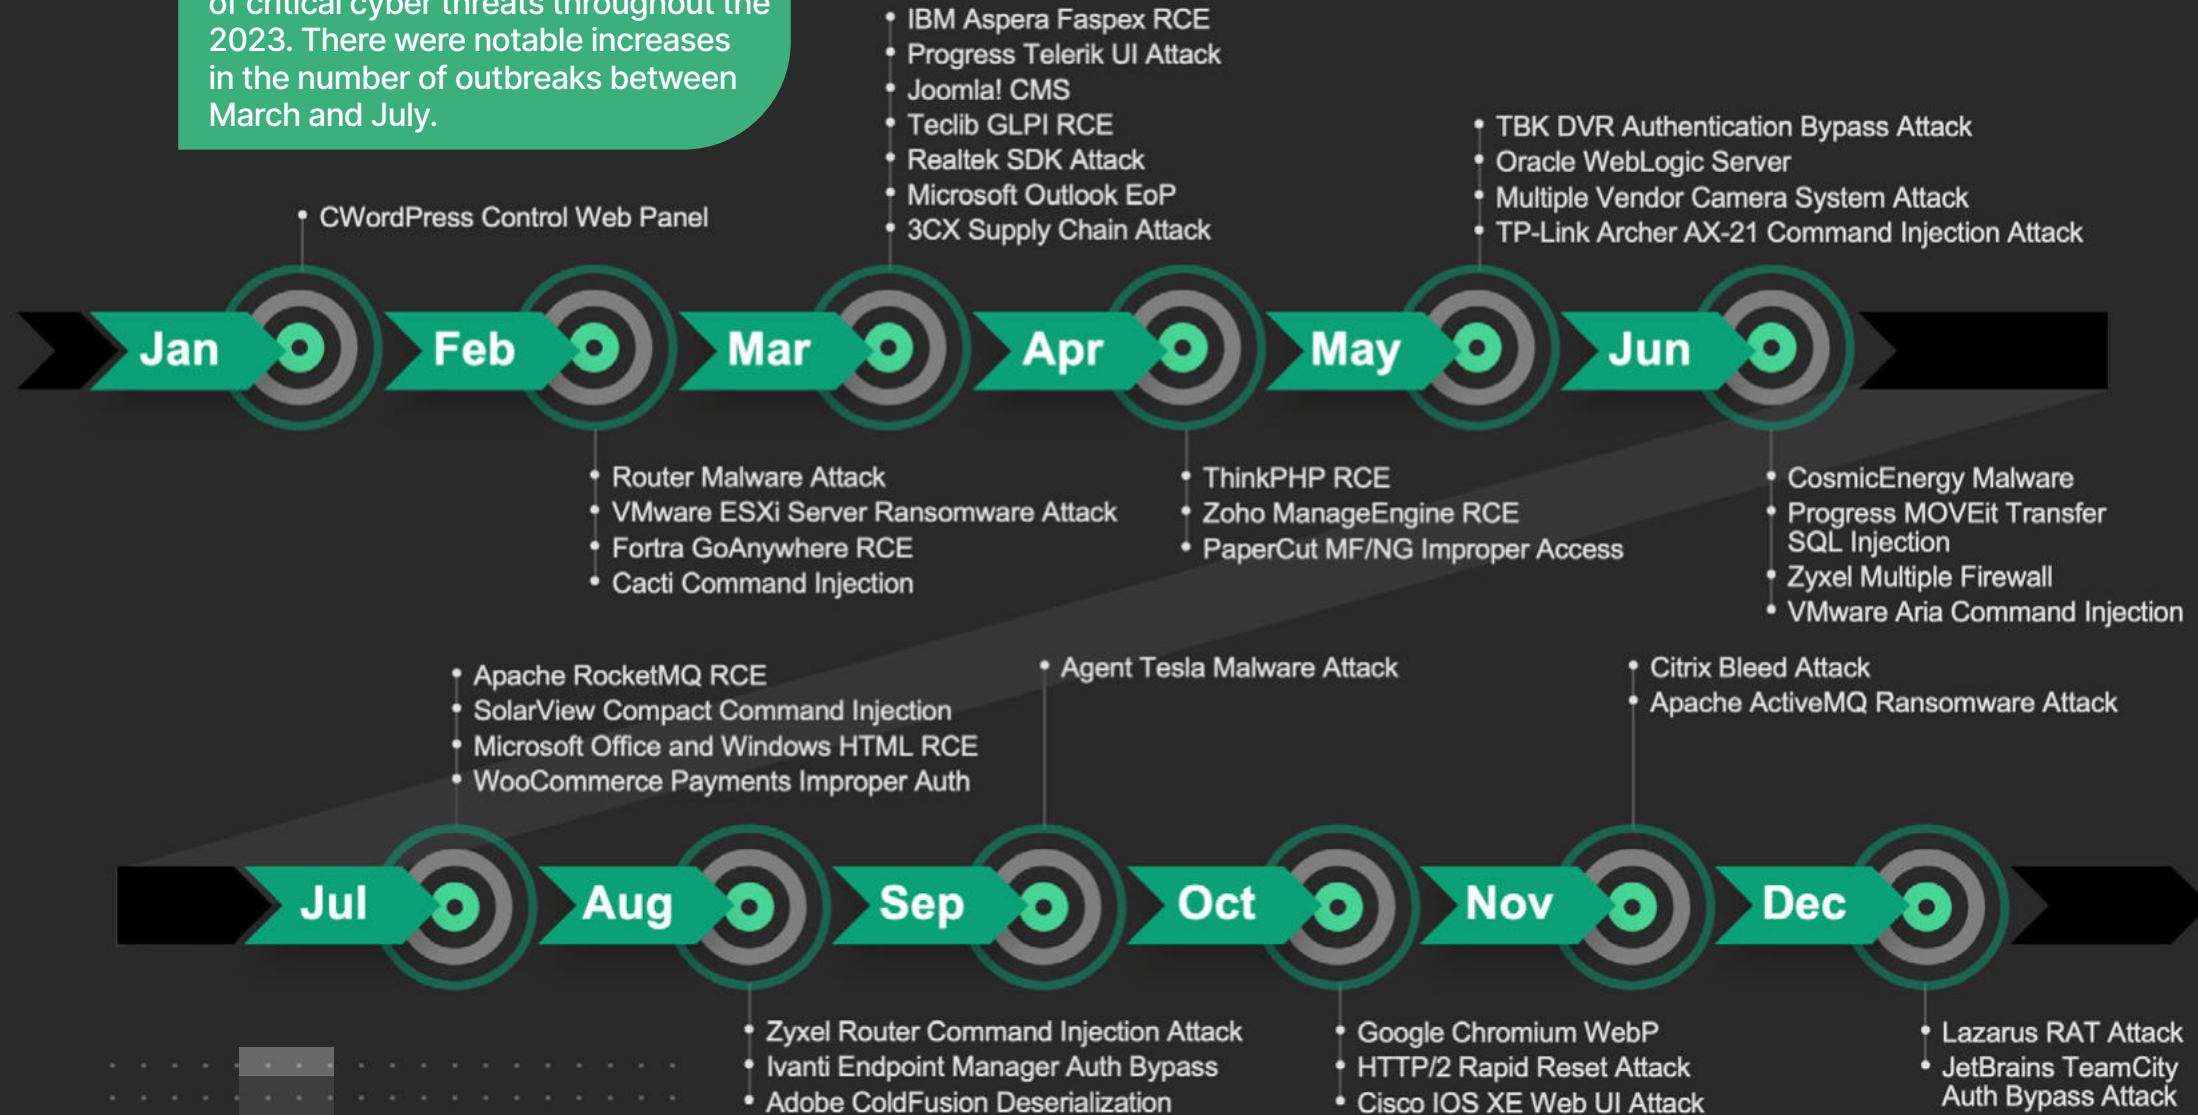 of critical cyber threats throughout the
2023. There were notable increases
in the number of outbreaks between
March and July.
• CWordPress Control Web Panel
• IBM Aspera Faspex RCE
• Progress Telerik UI Attack
• Joomla! CMS
• Teclib GLPI RCE
• Realtek SDK Attack
• Microsoft Outlook EoP
• 3CX Supply Chain Attack
• TBK DVR Authentication Bypass Attack
• Oracle WebLogic Server
• Multiple Vendor Camera System Attack
• TP-Link Archer AX-21 Command Injection Attack
Jan
Feb
Mar
Apr
May
Jun
• Router Malware Attack
• VMware ESXi Server Ransomware Attack
• Fortra GoAnywhere RCE
• Cacti Command Injection
• ThinkPHP RCE
• Zoho ManageEngine RCE
• PaperCut MF/NG Improper Access
• CosmicEnergy Malware
• Progress MOVEit Transfer
SQL Injection
• Zyxel Multiple Firewall
• VMware Aria Command Injection
• Apache RocketMQ RCE
• SolarView Compact Command Injection
• Microsoft Office and Windows HTML RCE
• WooCommerce Payments Improper Auth
• Agent Tesla Malware Attack
• Citrix Bleed Attack
• Apache ActiveMQ Ransomware Attack
Jul
Aug
Sep
Oct
Nov
Dec
• Zyxel Router Command Injection Attack
• Ivanti Endpoint Manager Auth Bypass
• Adobe ColdFusion Deserialization
• Google Chromium WebP
• HTTP/2 Rapid Reset Attack
• Cisco IOS XE Web UI Attack
• Lazarus RAT Attack
• JetBrains TeamCity
Auth Bypass Attack